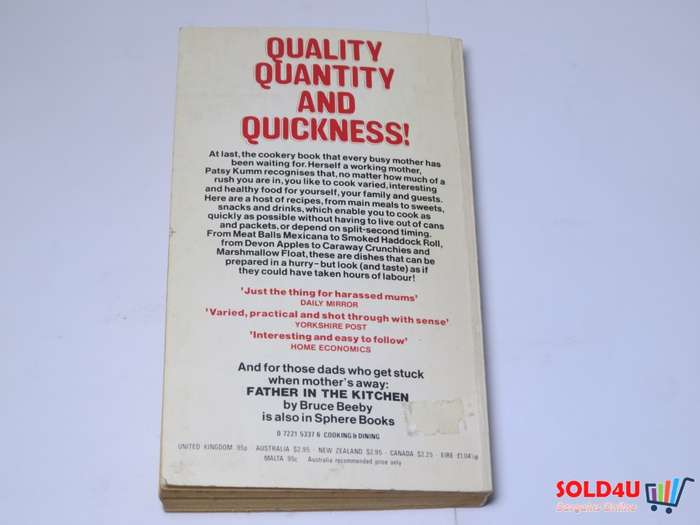 QUALITY
QUANTITY
AND
QUICKNESS!
At last, the cookery book that every busy mother has
been waiting for. Herself a working mother,
Patsy Kumm recognises that, no matter how much of a
rush you are in, you like to cook varied, interesting
and healthy food for yourself, your family and guests.
Here are a host of recipes, from main meals to sweets,
snacks and drinks, which enable you to cook as
quickly as possible without having to live out of cans
and packets, or depend on split-second timing.
From Meat Balls Mexicana to Smoked Haddock Roll,
from Devon Apples to Caraway Crunchies and
Marshmallow Float, these are dishes that can be
prepared in a hurry–but look (and taste) as if
they could have taken hours of labour!
'Just the thing for harassed mums'
DAILY MIRROR
'Varied, practical and shot through with sense'
YORKSHIRE POST
'Interesting and easy to follow'
HOME ECONOMICS
And for those dads who get stuck
when mother's away:
FATHER IN THE KITCHEN
by Bruce Beeby
is also in Sphere Books
0 7221 5337 6 COOKING & DINING
UNITED KINGDOM 95p · AUSTRALIA $2.95 · NEW ZEALAND $2.95 · CANADA $2.25 · EIRE £1.04½p
MALTA 95c Australia recommended price only
SOLD4U
Bargains Online